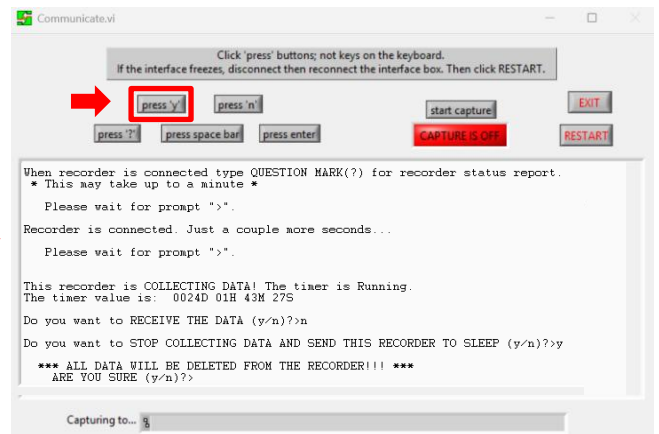 Communicate.vi
Click 'press' buttons; not keys on the keyboard.
If the interface freezes, disconnect then reconnect the interface box. Then click RESTART.
press 'y' press 'n' start capture EXIT
press '?' press space bar press enter CAPTURE IS OFF RESTART
When recorder is connected type QUESTION MARK(?) for recorder status report.
* This may take up to a minute *
Please wait for prompt ">".
Recorder is connected. Just a couple more seconds...
Please wait for prompt ">".
This recorder is COLLECTING DATA! The timer is Running.
The timer value is: 0024D 01H 43M 27S
Do you want to RECEIVE THE DATA (y/n)?>n
Do you want to STOP COLLECTING DATA AND SEND THIS RECORDER TO SLEEP (y/n)?>y
*** ALL DATA WILL BE DELETED FROM THE RECORDER!!! ***
ARE YOU SURE (y/n)?>
Capturing to...